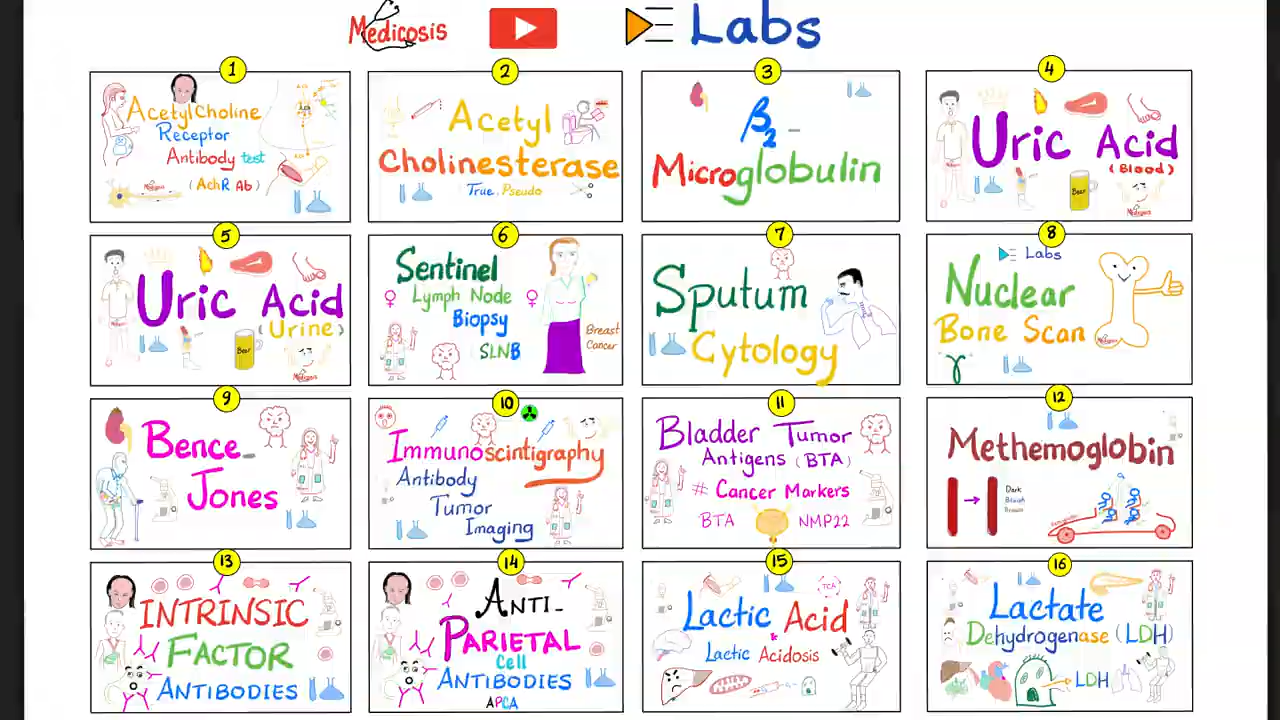 Medicosis
Labs
1
AcetylCholine
Receptor
Antibody test
(AchR Ab)
Medicosis
2
Acetyl
Cholinesterase
True. Pseudo
3
β2-
Microglobulin
4
Uric Acid
(Blood)
Beer
Medicosis
5
Uric Acid
(Urine)
Beer
Medicosis
6
Sentinel
Lymph Node
Biopsy
SLNB
Breast
Cancer
7
Sputum
Cytology
8
Labs
Nuclear
Bone Scan
Medicosis
γ
9
Bence-
Jones
10
Immunoscintigraphy
Antibody
Tumor
Imaging
11
Bladder Tumor
Antigens (BTA)
# Cancer Markers
BTA
NMP22
12
Methemoglobin
Dark
Brown
13
INTRINSIC
FACTOR
ANTIBODIES
14
ANTI-
PARIETAL
Cell
ANTIBODIES
APCA
15
TCA
Lactic Acid
&
Lactic Acidosis
16
Lactate
Dehydrogenase (LDH)
LDH